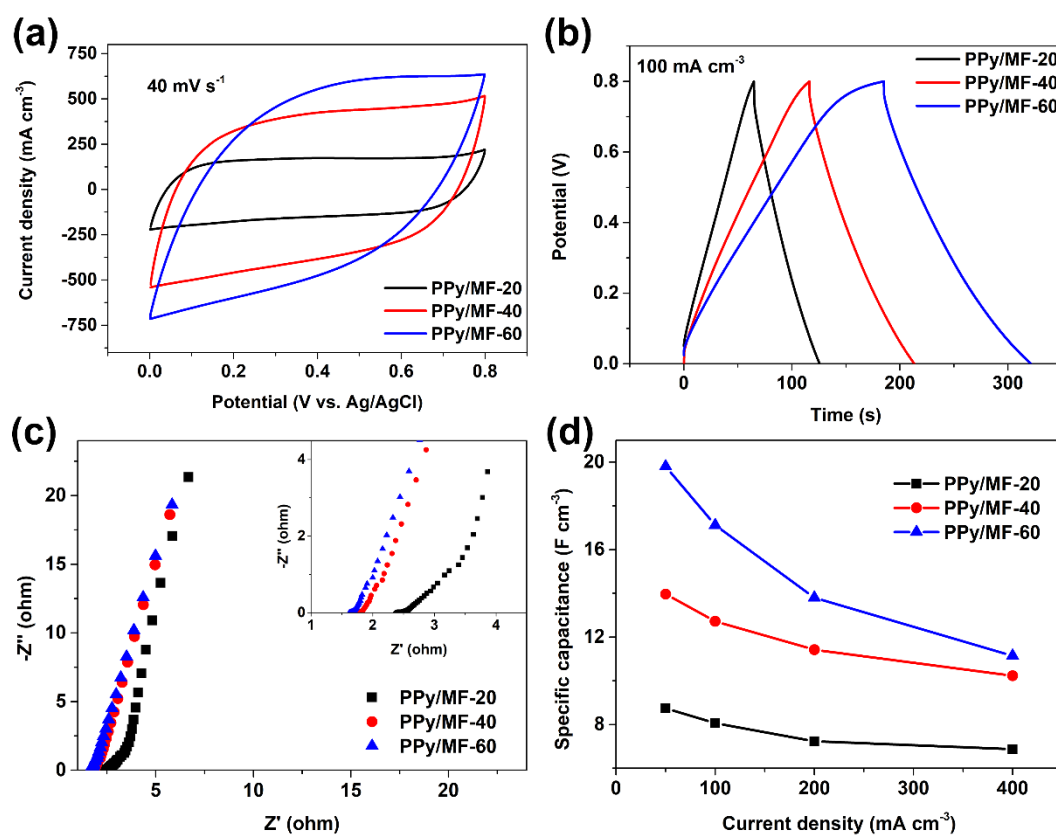 (a)
40 mV s⁻¹
Current density (mA cm⁻³)
750
500
250
0
-250
-500
-750
PPy/MF-20
PPy/MF-40
PPy/MF-60
0.0 0.2 0.4 0.6 0.8
Potential (V vs. Ag/AgCl)
(b)
100 mA cm⁻³
PPy/MF-20
PPy/MF-40
PPy/MF-60
Potential (V)
0.8
0.6
0.4
0.2
0.0
0 100 200 300
Time (s)
(c)
-Z'' (ohm)
20
15
10
5
0
-Z'' (ohm)
4
2
0
1 2 3 4
Z' (ohm)
PPy/MF-20
PPy/MF-40
PPy/MF-60
5 10 15 20
Z' (ohm)
(d)
Specific capacitance (F cm⁻³)
20
16
12
8
PPy/MF-20
PPy/MF-40
PPy/MF-60
0 100 200 300 400
Current density (mA cm⁻³)